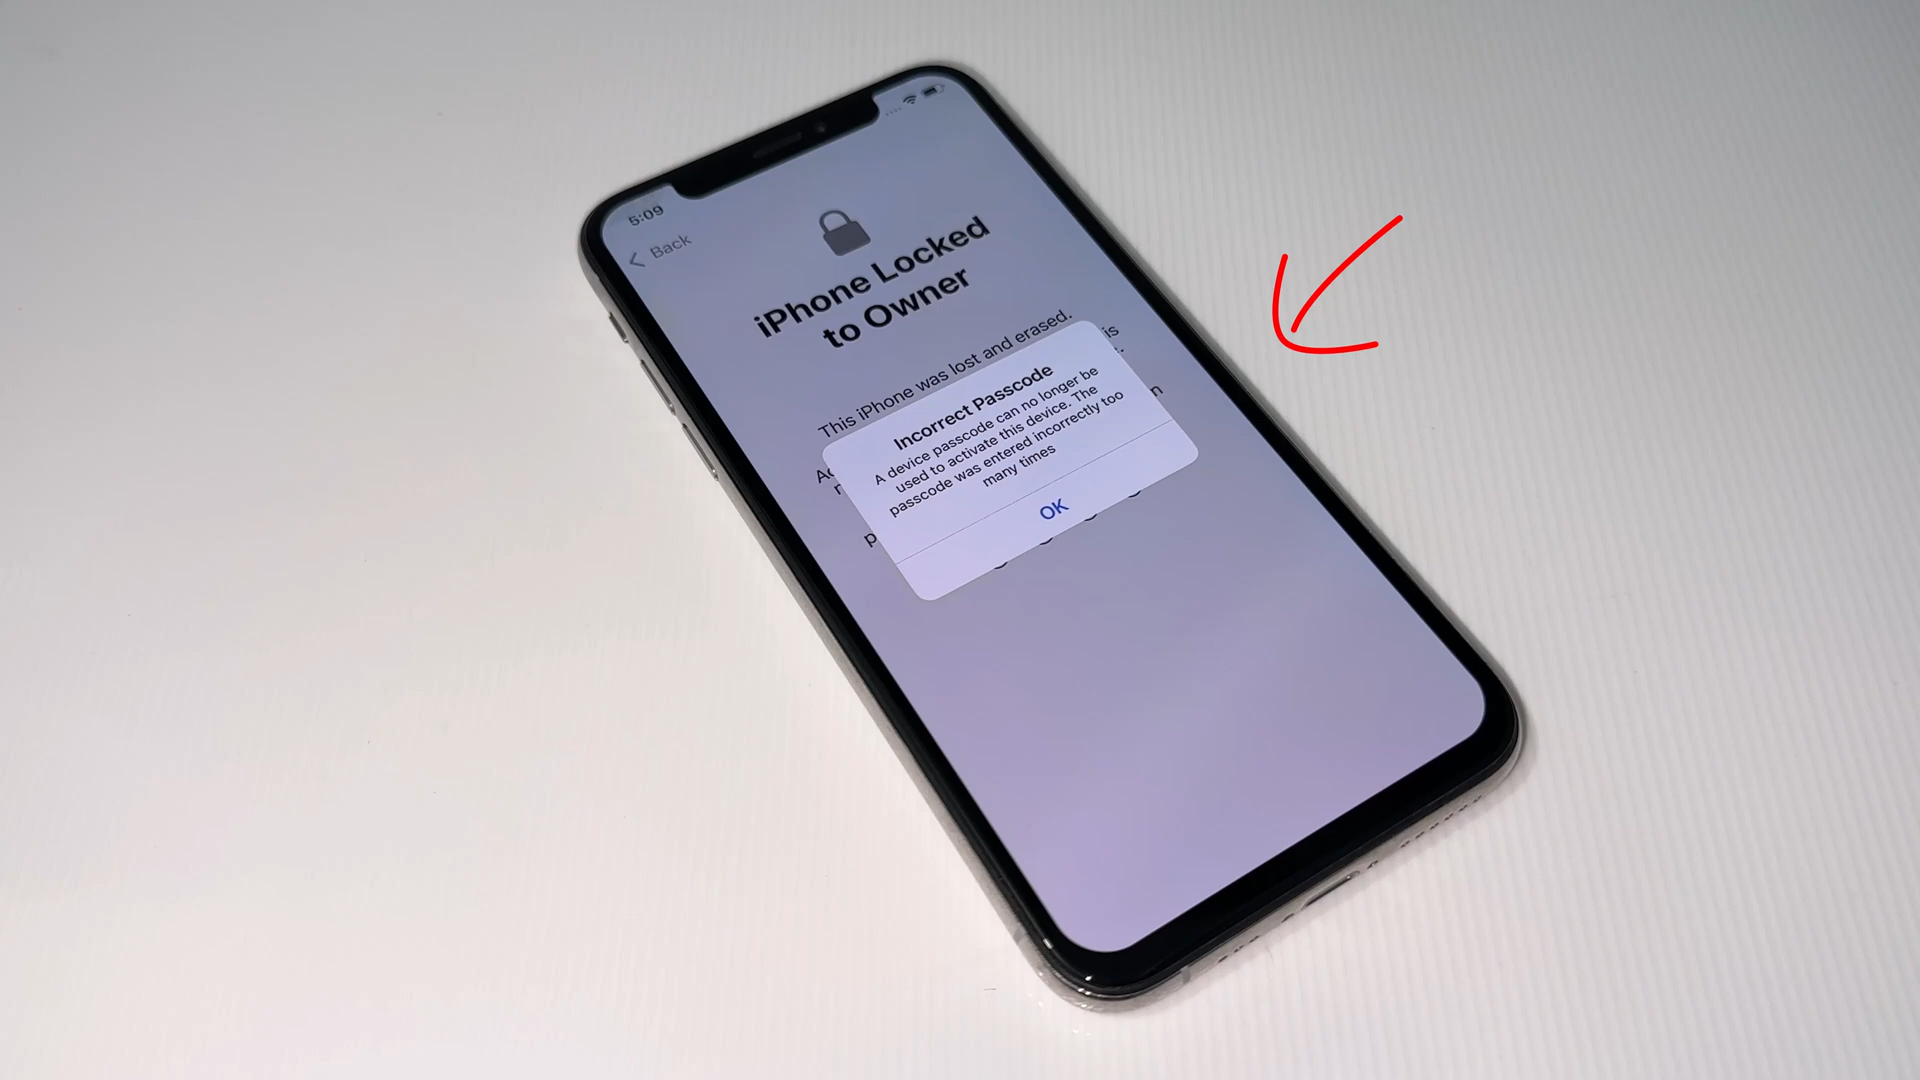 5:09
Back
iPhone Locked
to Owner
This iPhone was lost and erased.
is
n
Incorrect Passcode
A device passcode can no longer be
used to activate this device. The
passcode was entered incorrectly too
many times
OK